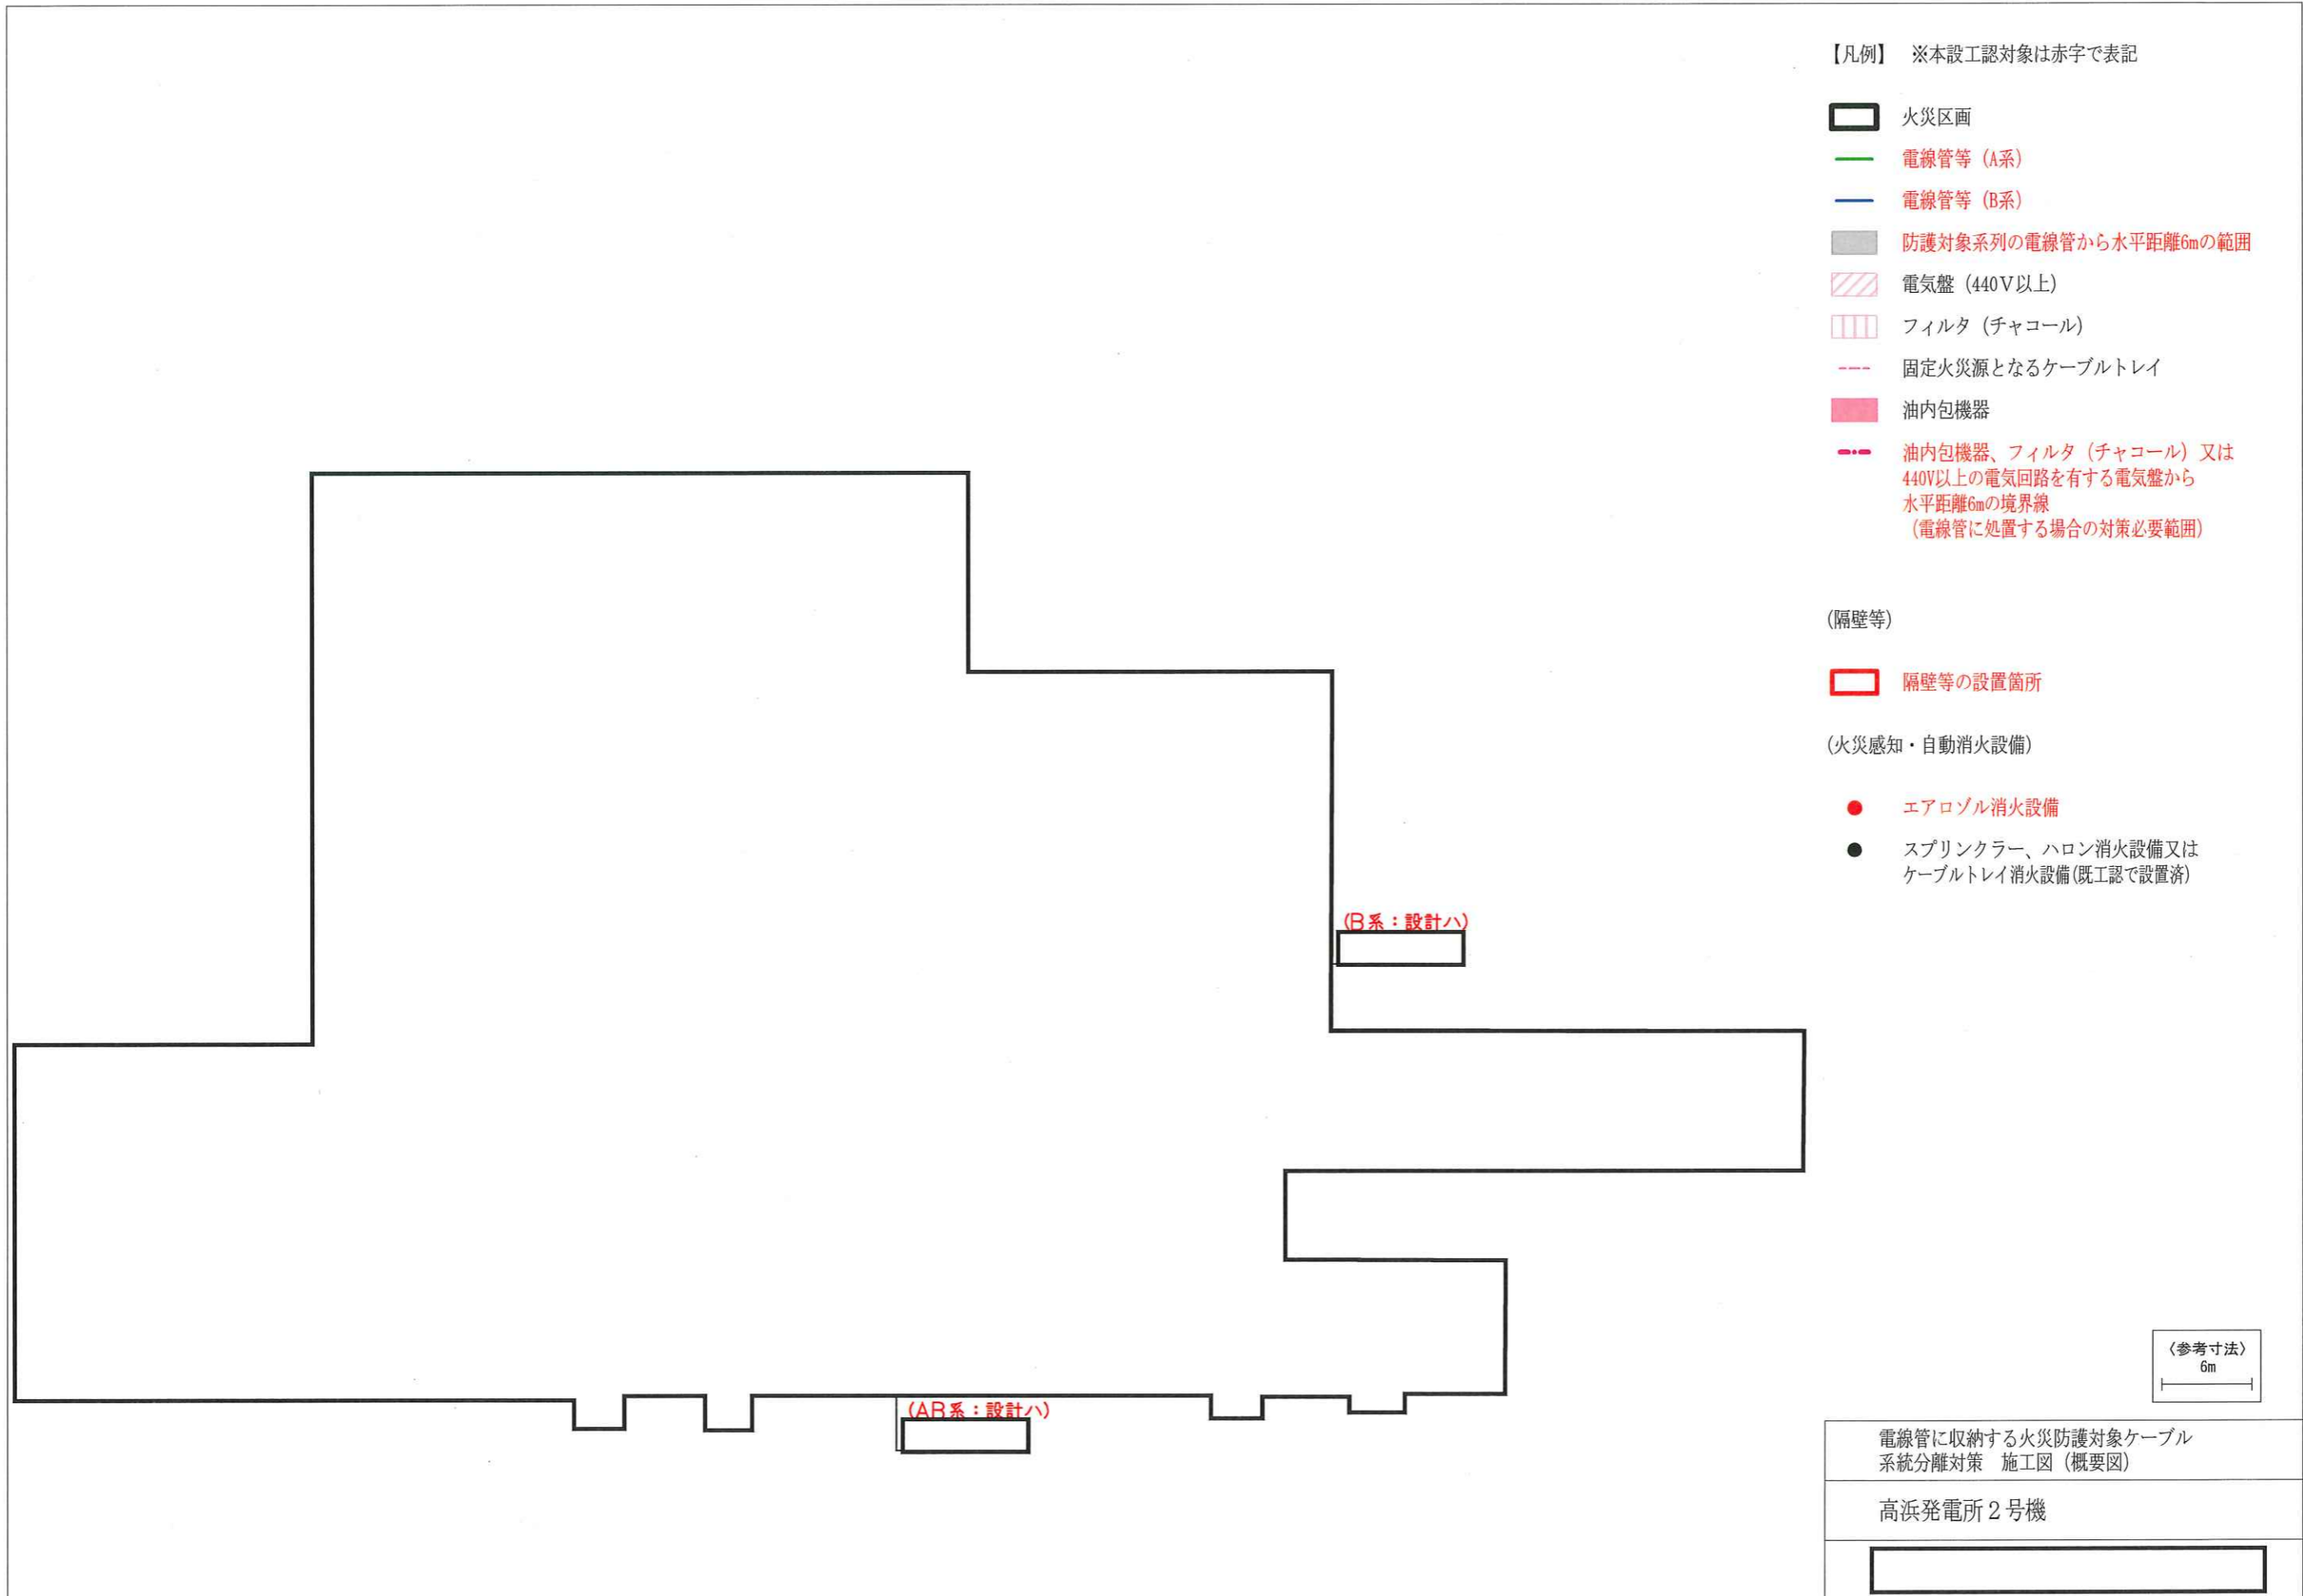 【凡例】 ※本設工認対象は赤字で表記
火災区画
電線管等（A系）
電線管等（B系）
防護対象系列の電線管から水平距離6mの範囲
電気盤（440V以上）
フィルタ（チャコール）
固定火災源となるケーブルトレイ
油内包機器
油内包機器、フィルタ（チャコール）又は
440V以上の電気回路を有する電気盤から
水平距離6mの境界線
（電線管に処置する場合の対策必要範囲）
(隔壁等)
隔壁等の設置箇所
(火災感知・自動消火設備)
エアロゾル消火設備
スプリンクラー、ハロン消火設備又は
ケーブルトレイ消火設備(既工認で設置済)
(B系：設計ハ)
(AB系：設計ハ)
〈参考寸法〉
6m
電線管に収納する火災防護対象ケーブル
系統分離対策　施工図（概要図）
高浜発電所２号機